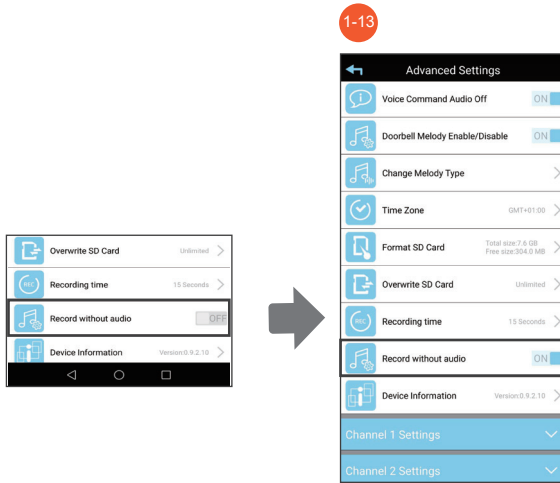 1-13
Overwrite SD Card Unlimited
REC Recording time 15 Seconds
Record without audio OFF
Device Information Version:0.9.2.10
Advanced Settings
Voice Command Audio Off ON
Doorbell Melody Enable/Disable ON
Change Melody Type
Time Zone GMT+01:00
Format SD Card Total size:7.6 GB
Free size:304.0 MB
Overwrite SD Card Unlimited
REC Recording time 15 Seconds
Record without audio ON
Device Information Version:0.9.2.10
Channel 1 Settings
Channel 2 Settings